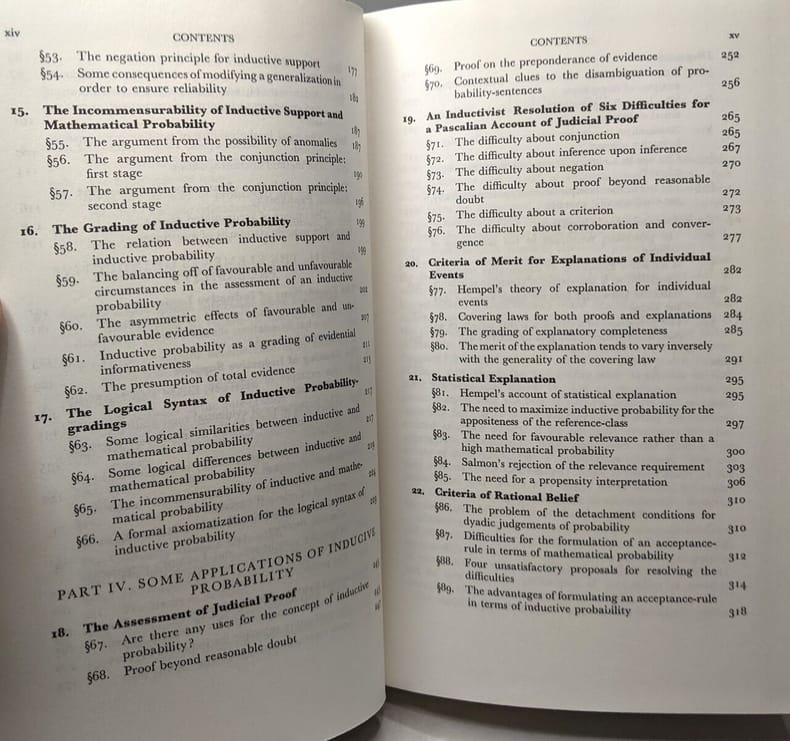 xiv
CONTENTS
§53. The negation principle for inductive support 177
§54. Some consequences of modifying a generalization in
order to ensure reliability 182
15. The Incommensurability of Inductive Support and
Mathematical Probability 187
§55. The argument from the possibility of anomalies 187
§56. The argument from the conjunction principle:
first stage 190
§57. The argument from the conjunction principle:
second stage 196
16. The Grading of Inductive Probability 199
§58. The relation between inductive support and
inductive probability 199
§59. The balancing off of favourable and unfavourable
circumstances in the assessment of an inductive
probability 202
§60. The asymmetric effects of favourable and un-
favourable evidence 207
§61. Inductive probability as a grading of evidential
informativeness 211
§62. The presumption of total evidence 215
17. The Logical Syntax of Inductive Probability-
gradings 217
§63. Some logical similarities between inductive and
mathematical probability 217
§64. Some logical differences between inductive and
mathematical probability
§65. The incommensurability of inductive and mathe-
matical probability
§66. A formal axiomatization for the logical syntax of
inductive probability
PART IV. SOME APPLICATIONS OF INDUCIVE
PROBABILITY
18. The Assessment of Judicial Proof
§67. Are there any uses for the concept of inductive
probability?
§68. Proof beyond reasonable doubt
CONTENTS
xv
§69. Proof on the preponderance of evidence 252
§70. Contextual clues to the disambiguation of pro-
bability-sentences 256
19. An Inductivist Resolution of Six Difficulties for
a Pascalian Account of Judicial Proof 265
§71. The difficulty about conjunction 265
§72. The difficulty about inference upon inference 267
§73. The difficulty about negation 270
§74. The difficulty about proof beyond reasonable
doubt 272
§75. The difficulty about a criterion 273
§76. The difficulty about corroboration and conver-
gence 277
20. Criteria of Merit for Explanations of Individual
Events 282
§77. Hempel's theory of explanation for individual
events 282
§78. Covering laws for both proofs and explanations 284
§79. The grading of explanatory completeness 285
§80. The merit of the explanation tends to vary inversely
with the generality of the covering law 291
21. Statistical Explanation 295
§81. Hempel's account of statistical explanation 295
§82. The need to maximize inductive probability for the
appositeness of the reference-class 297
§83. The need for favourable relevance rather than a
high mathematical probability 300
§84. Salmon's rejection of the relevance requirement 303
§85. The need for a propensity interpretation 306
22. Criteria of Rational Belief 310
§86. The problem of the detachment conditions for
dyadic judgements of probability 310
§87. Difficulties for the formulation of an acceptance-
rule in terms of mathematical probability 312
§88. Four unsatisfactory proposals for resolving the
difficulties 314
§89. The advantages of formulating an acceptance-rule
in terms of inductive probability 318